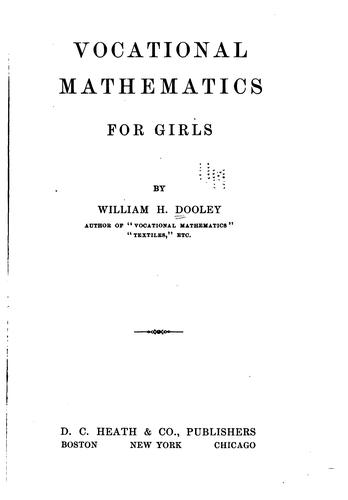 VOCATIONAL
MATHEMATICS
FOR GIRLS
BY
WILLIAM H. DOOLEY
AUTHOR OF "VOCATIONAL MATHEMATICS"
"TEXTILES," ETC.
D. C. HEATH & CO., PUBLISHERS
BOSTON NEW YORK CHICAGO